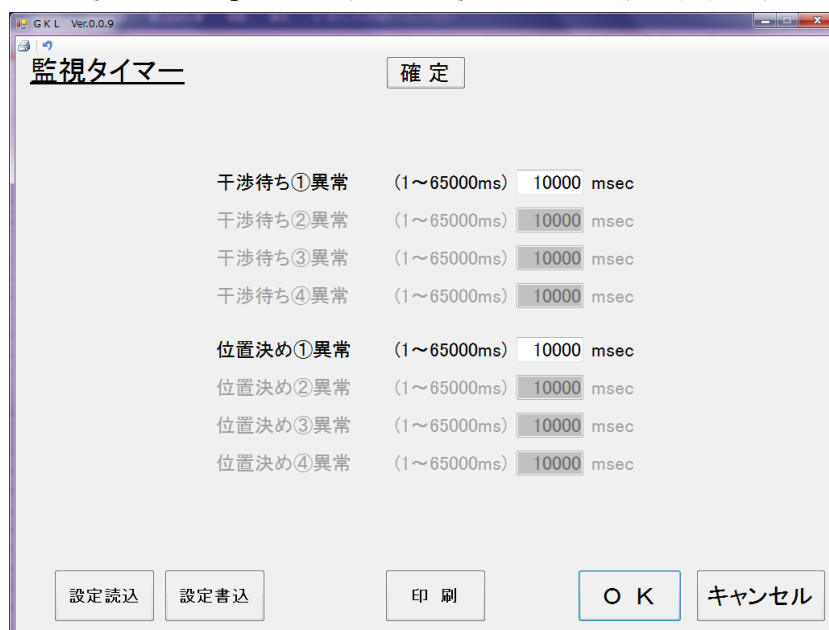 GKL Ver.0.0.9
監視タイマー 確 定
干渉待ち①異常 (1～65000ms) 10000 msec
干渉待ち②異常 (1～65000ms) 10000 msec
干渉待ち③異常 (1～65000ms) 10000 msec
干渉待ち④異常 (1～65000ms) 10000 msec
位置決め①異常 (1～65000ms) 10000 msec
位置決め②異常 (1～65000ms) 10000 msec
位置決め③異常 (1～65000ms) 10000 msec
位置決め④異常 (1～65000ms) 10000 msec
設定読込 設定書込 印 刷 ＯＫ キャンセル